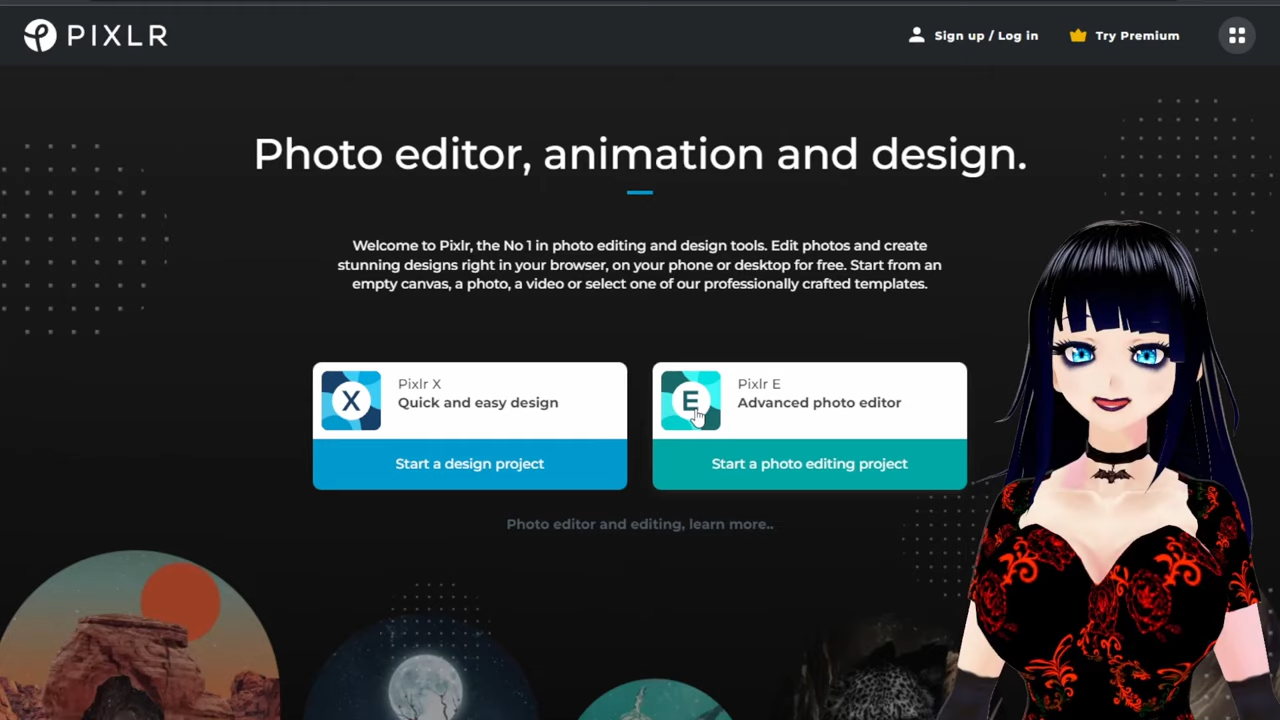 PIXLR
Sign up / Log in
Try Premium
Photo editor, animation and design.
Welcome to Pixlr, the No 1 in photo editing and design tools. Edit photos and create
stunning designs right in your browser, on your phone or desktop for free. Start from an
empty canvas, a photo, a video or select one of our professionally crafted templates.
X
Pixlr X
Quick and easy design
Start a design project
E
Pixlr E
Advanced photo editor
Start a photo editing project
Photo editor and editing, learn more..